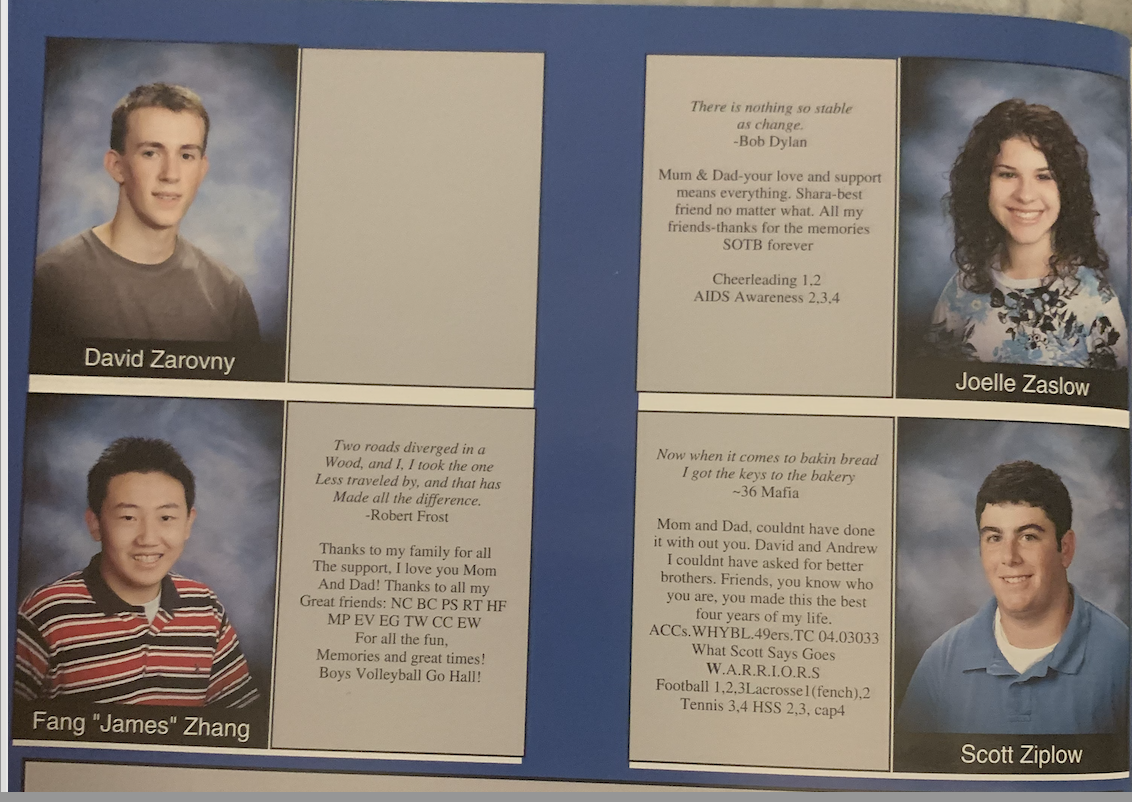 David Zarovny
There is nothing so stable
as change.
-Bob Dylan
Mum & Dad-your love and support
means everything. Shara-best
friend no matter what. All my
friends-thanks for the memories
SOTB forever
Cheerleading 1,2
AIDS Awareness 2,3,4
Joelle Zaslow
Two roads diverged in a
Wood, and I, I took the one
Less traveled by, and that has
Made all the difference.
-Robert Frost
Thanks to my family for all
The support, I love you Mom
And Dad! Thanks to all my
Great friends: NC BC PS RT HF
MP EV EG TW CC EW
For all the fun,
Memories and great times!
Boys Volleyball Go Hall!
Fang "James" Zhang
Now when it comes to bakin bread
I got the keys to the bakery
~36 Mafia
Mom and Dad, couldnt have done
it with out you. David and Andrew
I couldnt have asked for better
brothers. Friends, you know who
you are, you made this the best
four years of my life.
ACCs.WHYBL.49ers.TC 04.03033
What Scott Says Goes
W.A.R.R.I.O.R.S
Football 1,2,3Lacrosse1(fench),2
Tennis 3,4 HSS 2,3, cap4
Scott Ziplow